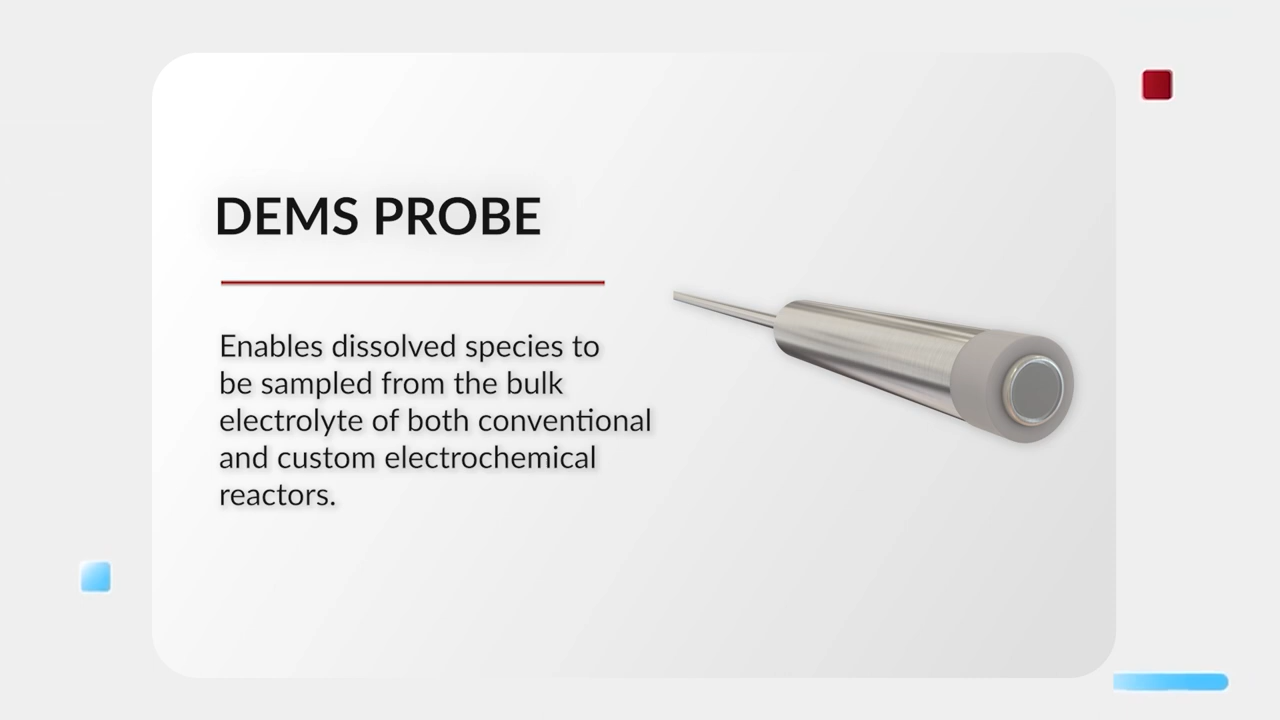 DEMS PROBE
Enables dissolved species to
be sampled from the bulk
electrolyte of both conventional
and custom electrochemical
reactors.